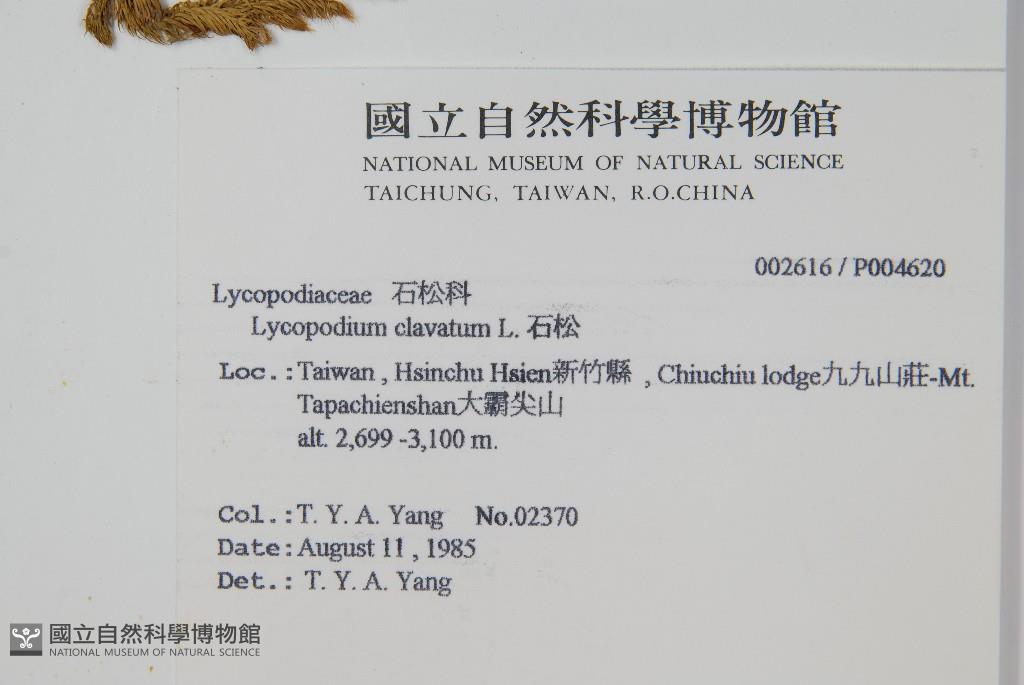 國立自然科學博物館
NATIONAL MUSEUM OF NATURAL SCIENCE
TAICHUNG, TAIWAN, R.O.CHINA
002616 / P004620
Lycopodiaceae 石松科
Lycopodium clavatum L. 石松
Loc.: Taiwan , Hsinchu Hsien新竹縣 , Chiuchiu lodge九九山莊-Mt.
Tapachienshan大霸尖山
alt. 2,699 -3,100 m.
Col.: T. Y. A. Yang No.02370
Date: August 11 , 1985
Det.: T. Y. A. Yang
國立自然科學博物館
NATIONAL MUSEUM OF NATURAL SCIENCE